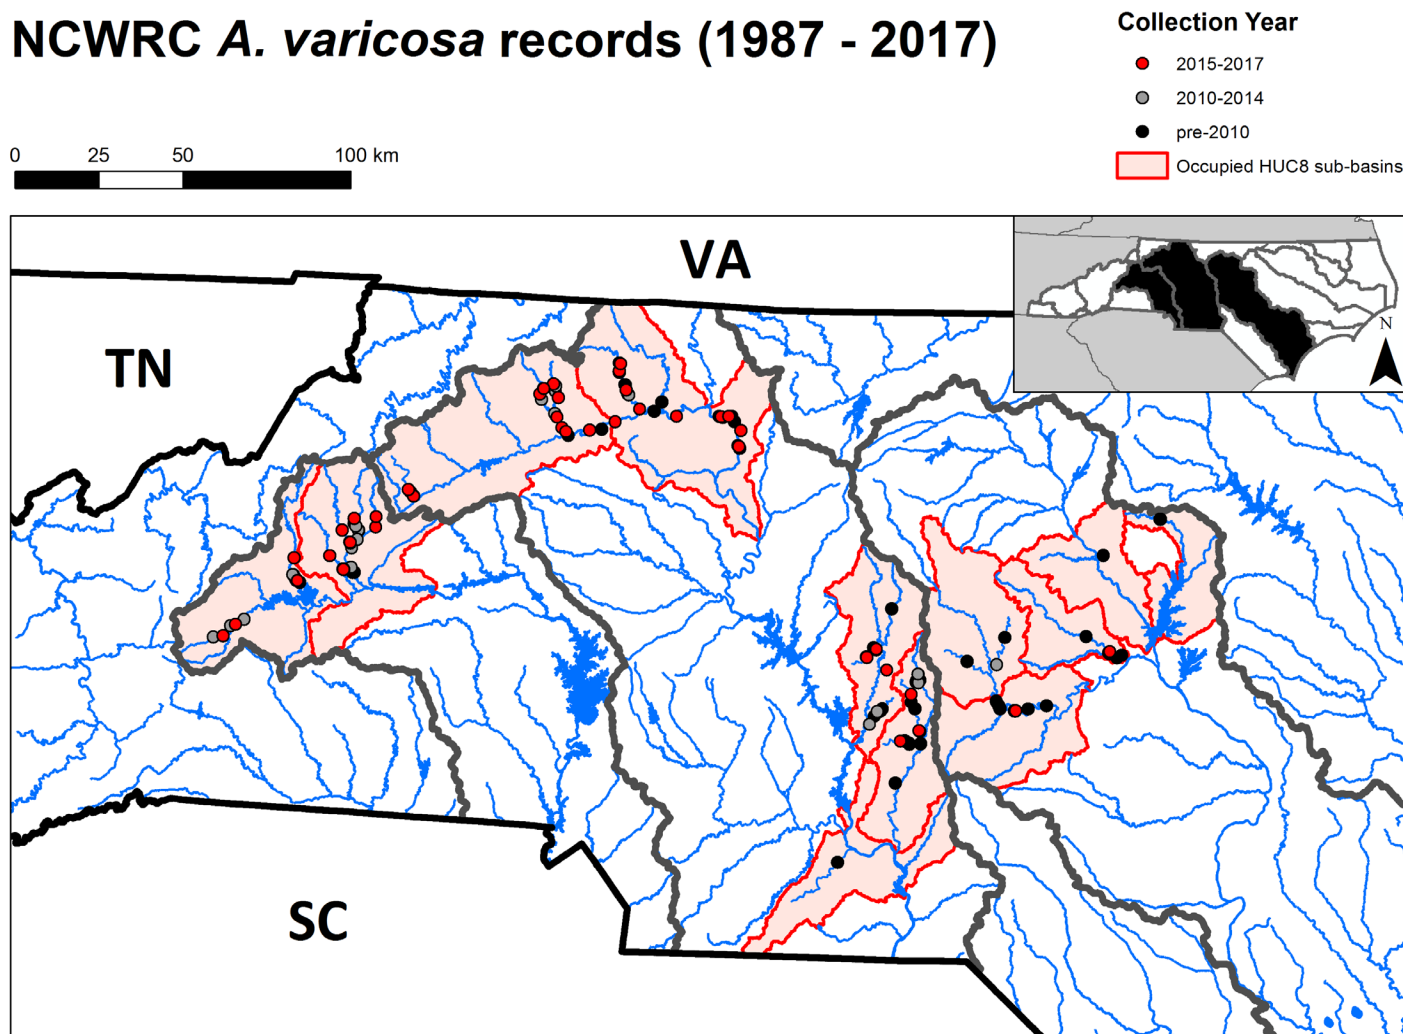 NCWRC A. varicosa records (1987 - 2017)
Collection Year
2015-2017
2010-2014
pre-2010
Occupied HUC8 sub-basins
0 25 50 100 km
VA
TN
SC
N